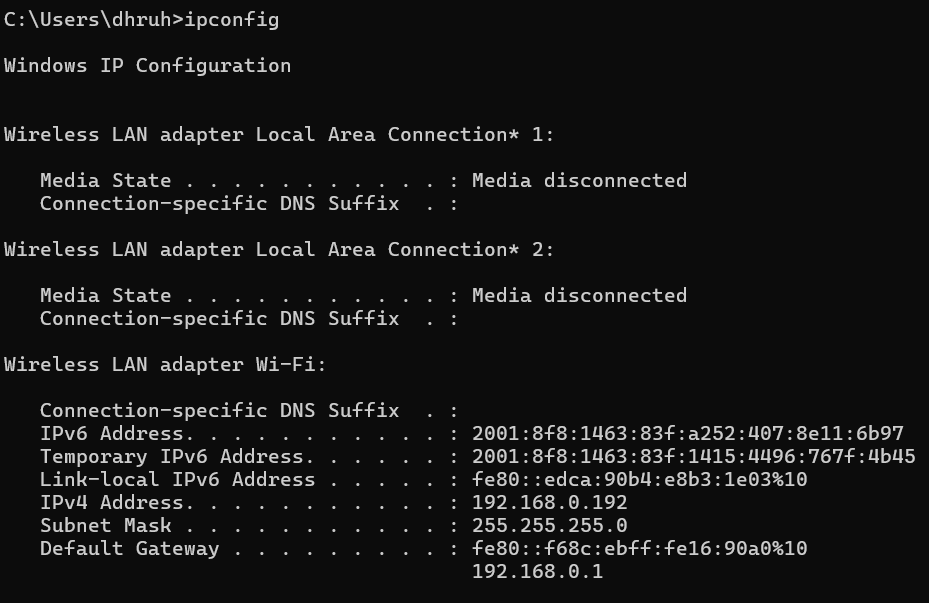 C:\Users\dhruh>ipconfig
Windows IP Configuration
Wireless LAN adapter Local Area Connection* 1:
Media State . . . . . . . . . . . : Media disconnected
Connection-specific DNS Suffix  . :
Wireless LAN adapter Local Area Connection* 2:
Media State . . . . . . . . . . . : Media disconnected
Connection-specific DNS Suffix  . :
Wireless LAN adapter Wi-Fi:
Connection-specific DNS Suffix  . :
IPv6 Address. . . . . . . . . . . : 2001:8f8:1463:83f:a252:407:8e11:6b97
Temporary IPv6 Address. . . . . . : 2001:8f8:1463:83f:1415:4496:767f:4b45
Link-local IPv6 Address . . . . . : fe80::edca:90b4:e8b3:1e03%10
IPv4 Address. . . . . . . . . . . : 192.168.0.192
Subnet Mask . . . . . . . . . . . : 255.255.255.0
Default Gateway . . . . . . . . . : fe80::f68c:ebff:fe16:90a0%10
192.168.0.1